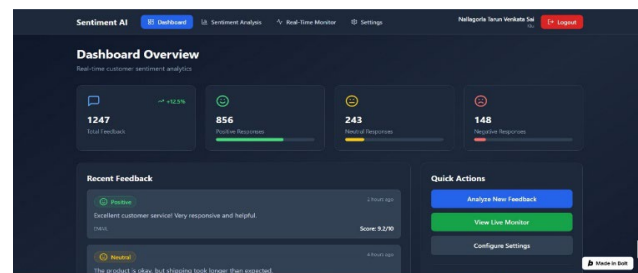 Sentiment AI Dashboard Sentiment Analysis Real-Time Monitor Settings Nallagorla Tarun Venkata Sai Logout
Dashboard Overview
Real-time customer sentiment analytics
+12.5%
1247 856 243 148
Total Feedback Positive Responses Neutral Responses Negative Responses
Recent Feedback
Positive
2 hours ago
Excellent customer service! Very responsive and helpful.
EMAIL Score: 9.2/10
Neutral
4 hours ago
The product is okay, but shipping took longer than expected.
Quick Actions
Analyze New Feedback
View Live Monitor
Configure Settings
b Made in Bolt